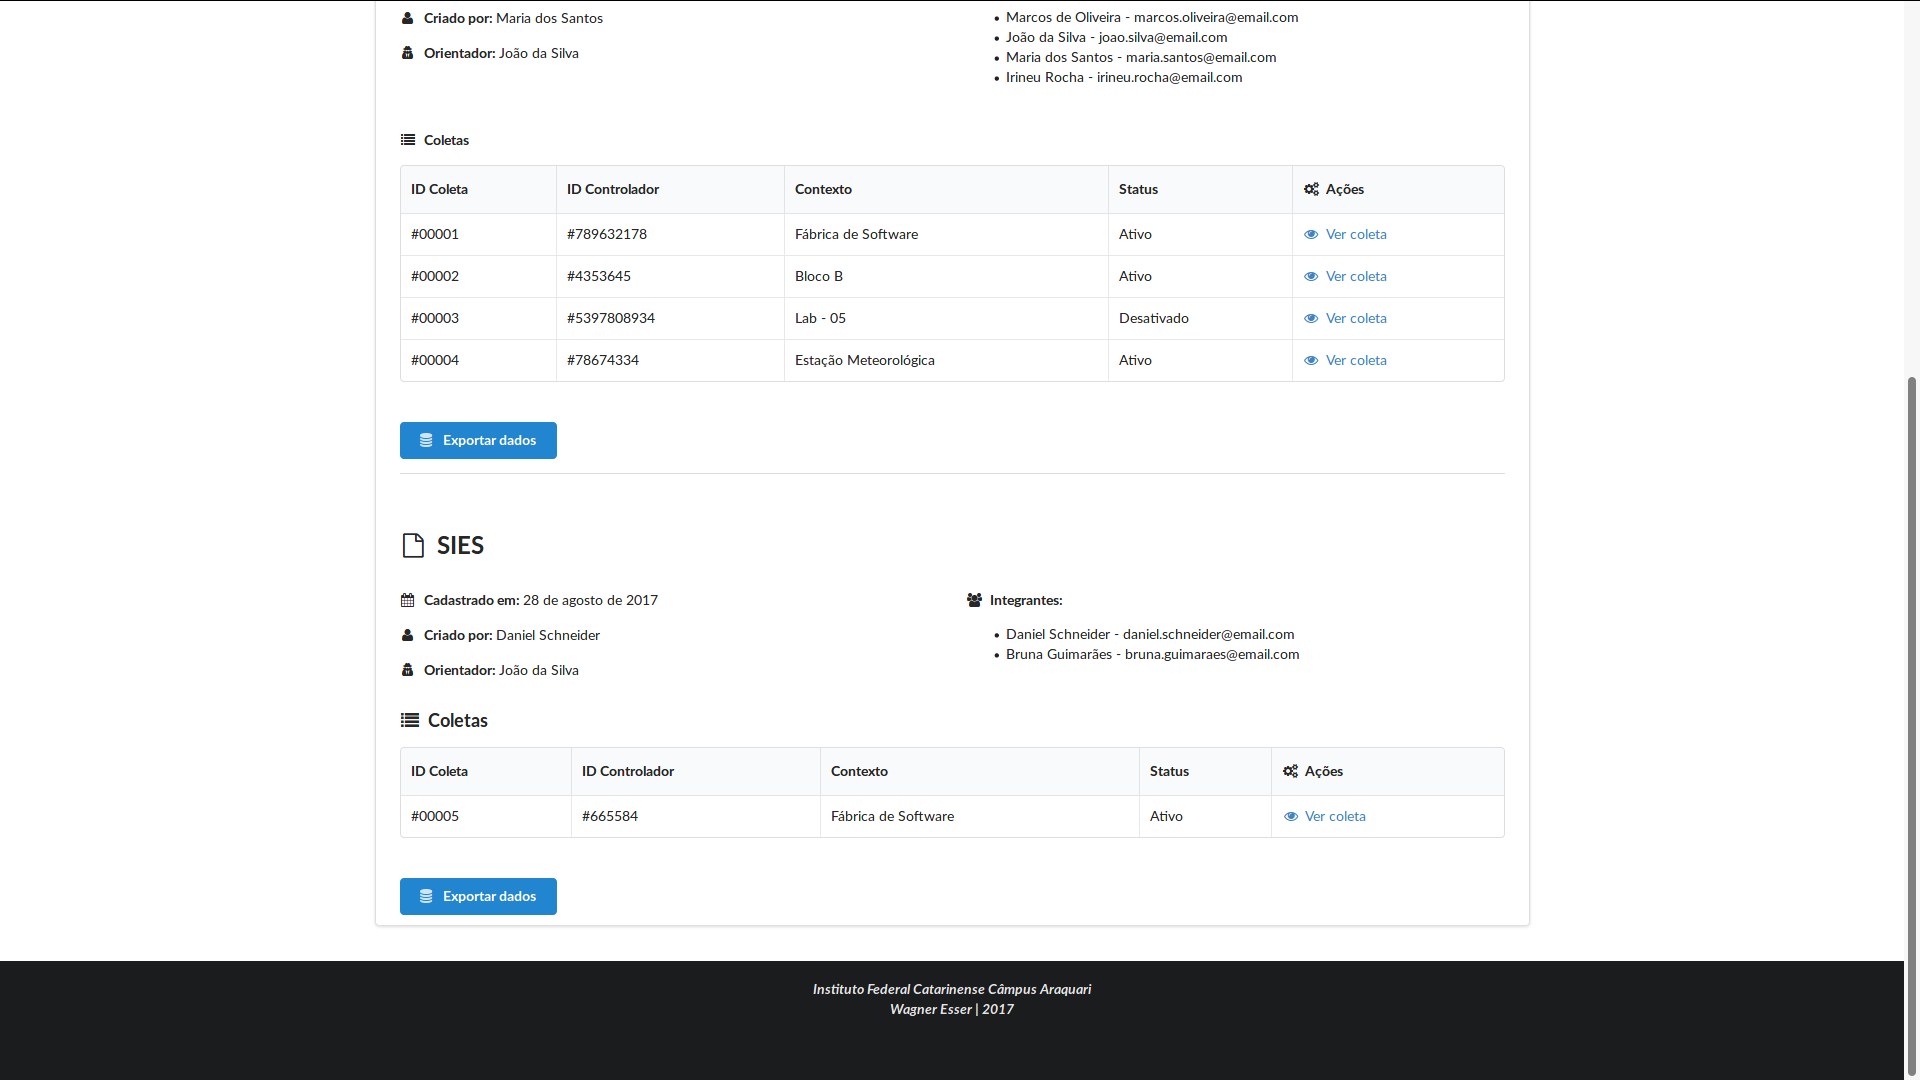 Criado por: Maria dos Santos
Orientador: João da Silva
• Marcos de Oliveira - marcos.oliveira@email.com
• João da Silva - joao.silva@email.com
• Maria dos Santos - maria.santos@email.com
• Irineu Rocha - irineu.rocha@email.com
Coletas
ID Coleta ID Controlador Contexto Status Ações
#00001 #789632178 Fábrica de Software Ativo Ver coleta
#00002 #4353645 Bloco B Ativo Ver coleta
#00003 #5397808934 Lab - 05 Desativado Ver coleta
#00004 #78674334 Estação Meteorológica Ativo Ver coleta
Exportar dados
SIES
Cadastrado em: 28 de agosto de 2017
Criado por: Daniel Schneider
Orientador: João da Silva
Integrantes:
• Daniel Schneider - daniel.schneider@email.com
• Bruna Guimarães - bruna.guimaraes@email.com
Coletas
ID Coleta ID Controlador Contexto Status Ações
#00005 #665584 Fábrica de Software Ativo Ver coleta
Exportar dados
Instituto Federal Catarinense Câmpus Araquari
Wagner Esser | 2017